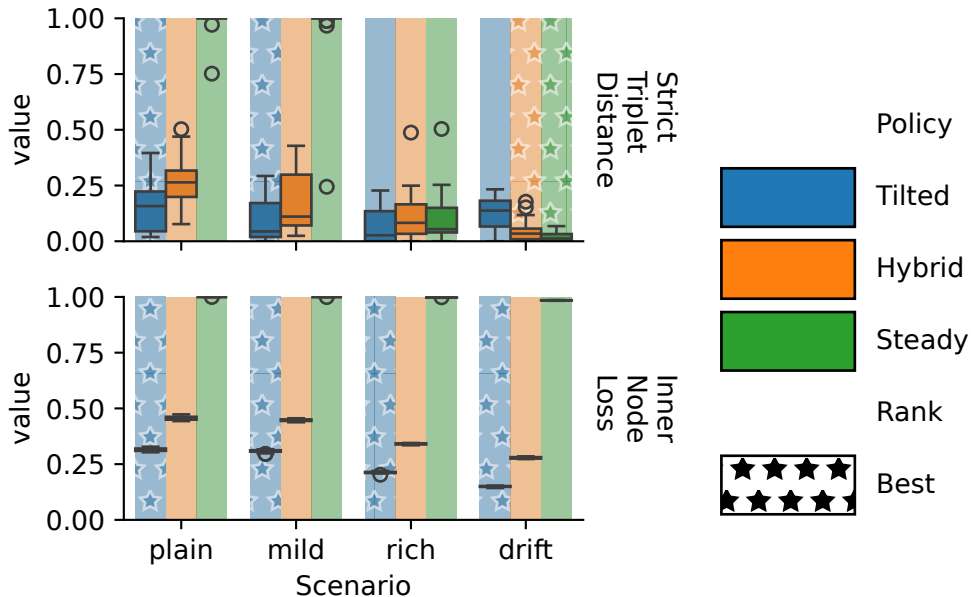 1.00
0.75
0.50
0.25
0.00
value
Strict
Triplet
Distance
1.00
0.75
0.50
0.25
0.00
value
Inner
Node
Loss
plain
mild
rich
drift
Scenario
Policy
Tilted
Hybrid
Steady
Rank
Best